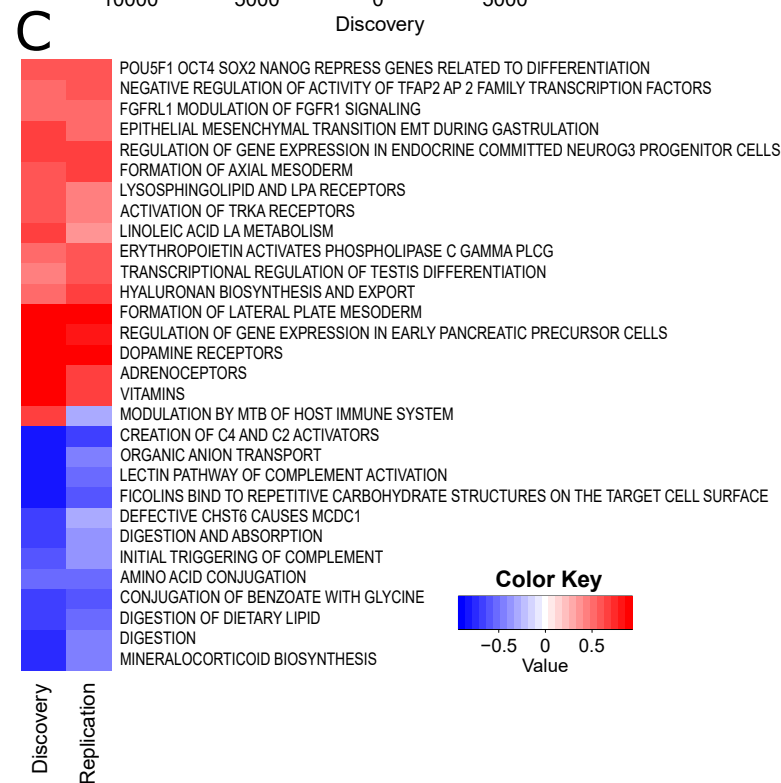 10000 5000 0 5000
Discovery
C
POU5F1 OCT4 SOX2 NANOG REPRESS GENES RELATED TO DIFFERENTIATION
NEGATIVE REGULATION OF ACTIVITY OF TFAP2 AP 2 FAMILY TRANSCRIPTION FACTORS
FGFRL1 MODULATION OF FGFR1 SIGNALING
EPITHELIAL MESENCHYMAL TRANSITION EMT DURING GASTRULATION
REGULATION OF GENE EXPRESSION IN ENDOCRINE COMMITTED NEUROG3 PROGENITOR CELLS
FORMATION OF AXIAL MESODERM
LYSOSPHINGOLIPID AND LPA RECEPTORS
ACTIVATION OF TRKA RECEPTORS
LINOLEIC ACID LA METABOLISM
ERYTHROPOIETIN ACTIVATES PHOSPHOLIPASE C GAMMA PLCG
TRANSCRIPTIONAL REGULATION OF TESTIS DIFFERENTIATION
HYALURONAN BIOSYNTHESIS AND EXPORT
FORMATION OF LATERAL PLATE MESODERM
REGULATION OF GENE EXPRESSION IN EARLY PANCREATIC PRECURSOR CELLS
DOPAMINE RECEPTORS
ADRENOCEPTORS
VITAMINS
MODULATION BY MTB OF HOST IMMUNE SYSTEM
CREATION OF C4 AND C2 ACTIVATORS
ORGANIC ANION TRANSPORT
LECTIN PATHWAY OF COMPLEMENT ACTIVATION
FICOLINS BIND TO REPETITIVE CARBOHYDRATE STRUCTURES ON THE TARGET CELL SURFACE
DEFECTIVE CHST6 CAUSES MCDC1
DIGESTION AND ABSORPTION
INITIAL TRIGGERING OF COMPLEMENT
AMINO ACID CONJUGATION
CONJUGATION OF BENZOATE WITH GLYCINE
DIGESTION OF DIETARY LIPID
DIGESTION
MINERALOCORTICOID BIOSYNTHESIS
Color Key
−0.5 0 0.5
Value
Discovery
Replication